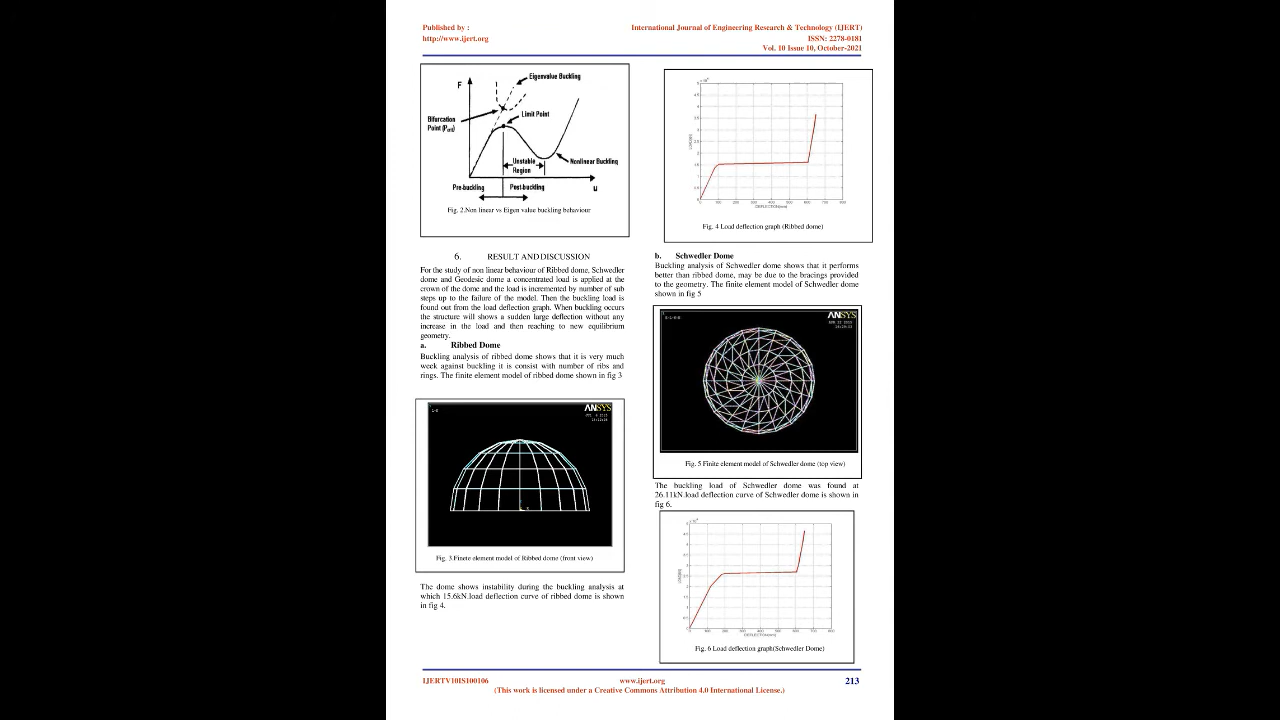 Published by :
http://www.ijert.org
International Journal of Engineering Research & Technology (IJERT)
ISSN: 2278-0181
Vol. 10 Issue 10, October-2021
F
Eigenvalue Buckling
Limit Point
Bifurcation
Point (Pcrit)
Unstable
Region
Nonlinear Buckling
Pre-buckling
Post-buckling
u
Fig. 2.Non linear vs Eigen value buckling behaviour
6. RESULT AND DISCUSSION
For the study of non linear behaviour of Ribbed dome, Schwedler
dome and Geodesic dome a concentrated load is applied at the
crown of the dome and the load is incremented by number of sub
steps up to the failure of the model. Then the buckling load is
found out from the load deflection graph. When buckling occurs
the structure will shows a sudden large deflection without any
increase in the load and then reaching to new equilibrium
geometry.
a. Ribbed Dome
Buckling analysis of ribbed dome shows that it is very much
week against buckling it is consist with number of ribs and
rings. The finite element model of ribbed dome shown in fig 3
ANSYS
Fig. 3.Finete element model of Ribbed dome (front view)
The dome shows instability during the buckling analysis at
which 15.6kN.load deflection curve of ribbed dome is shown
in fig 4.
DEFLECTION(mm)
Fig. 4 Load deflection graph (Ribbed dome)
b. Schwedler Dome
Buckling analysis of Schwedler dome shows that it performs
better than ribbed dome, may be due to the bracings provided
to the geometry. The finite element model of Schwedler dome
shown in fig 5
ANSYS
Fig. 5 Finite element model of Schwedler dome (top view)
The buckling load of Schwedler dome was found at
26.11kN.load deflection curve of Schwedler dome is shown in
fig 6.
DEFLECTION(mm)
Fig. 6 Load deflection graph(Schwedler Dome)
IJERTV10IS100106
www.ijert.org
213
(This work is licensed under a Creative Commons Attribution 4.0 International License.)